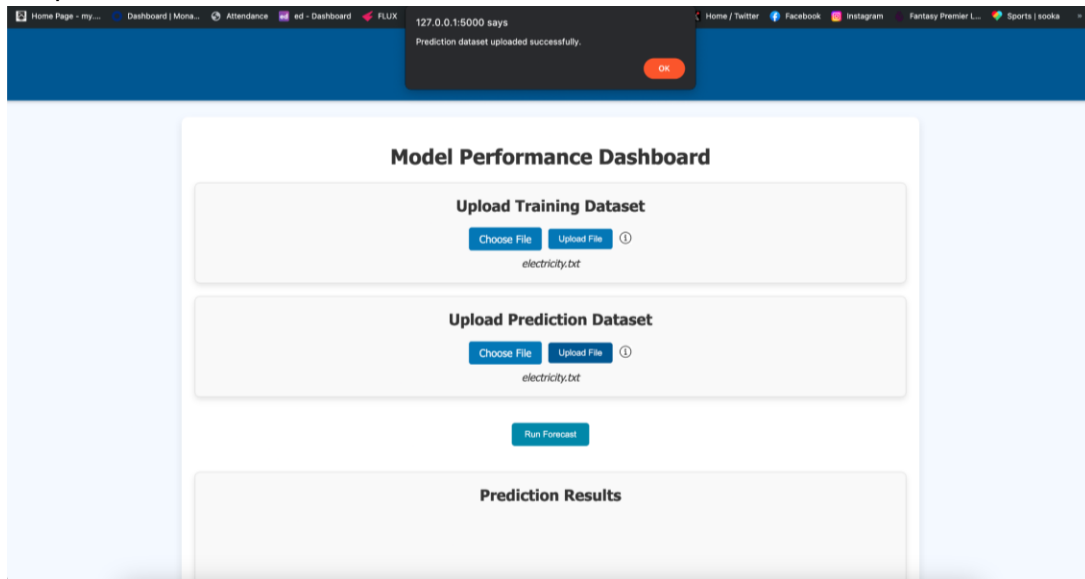 Home Page - my....
Dashboard | Mona...
Attendance
ed - Dashboard
FLUX
Home / Twitter
Facebook
Instagram
Fantasy Premier L...
Sports | sooka
»
127.0.0.1:5000 says
Prediction dataset uploaded successfully.
OK
Model Performance Dashboard
Upload Training Dataset
Choose File
Upload File
electricity.txt
Upload Prediction Dataset
Choose File
Upload File
electricity.txt
Run Forecast
Prediction Results